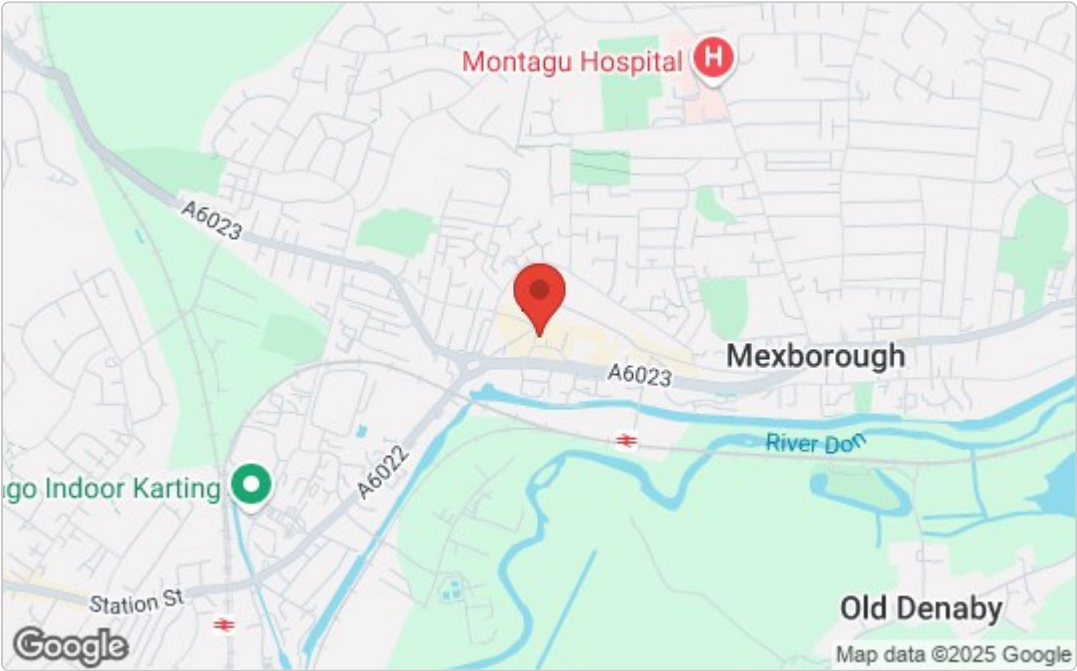 Montagu Hospital H
A6023
Mexborough
A6023
River Don
A6022
ago Indoor Karting
Station St
Old Denaby
Google
Map data ©2025 Google